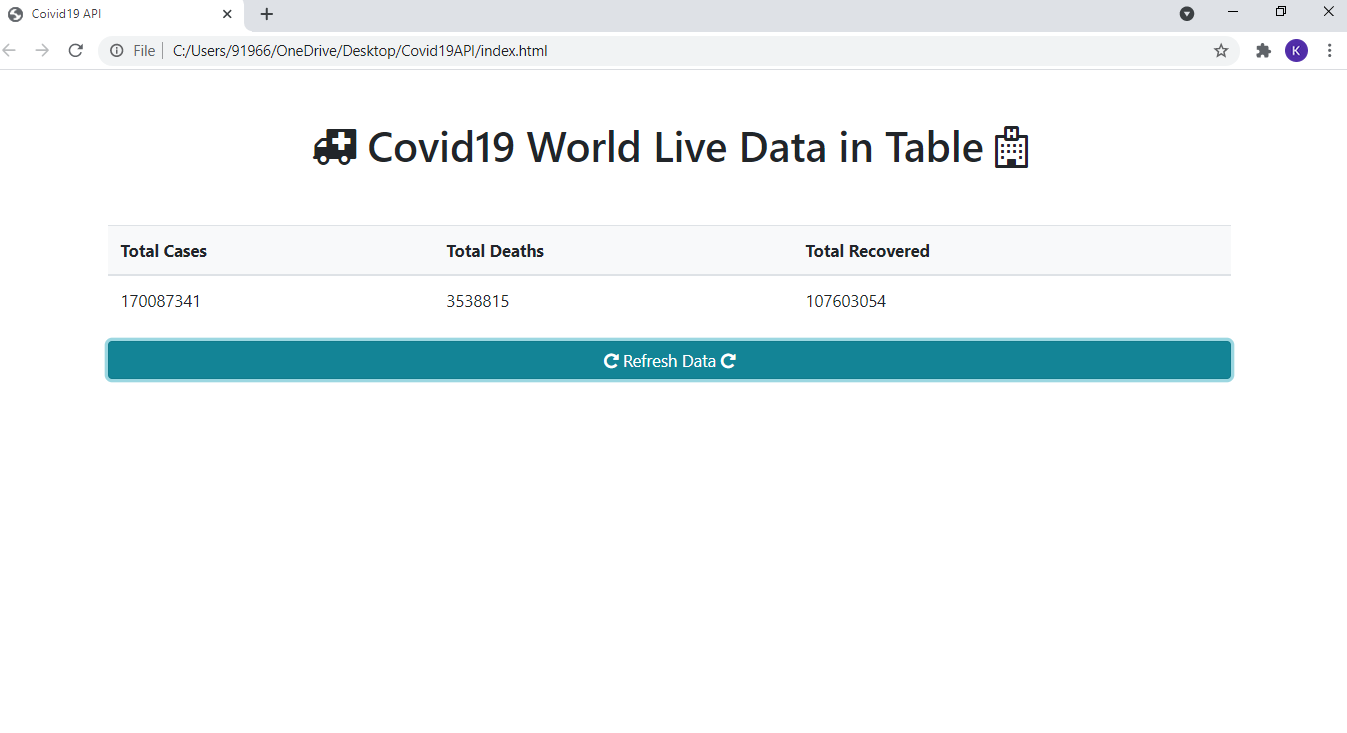 Coivid19 API
File C:/Users/91966/OneDrive/Desktop/Covid19API/index.html
K
H
Covid19 World Live Data in Table
Total Cases Total Deaths Total Recovered
170087341 3538815 107603054
Refresh Data